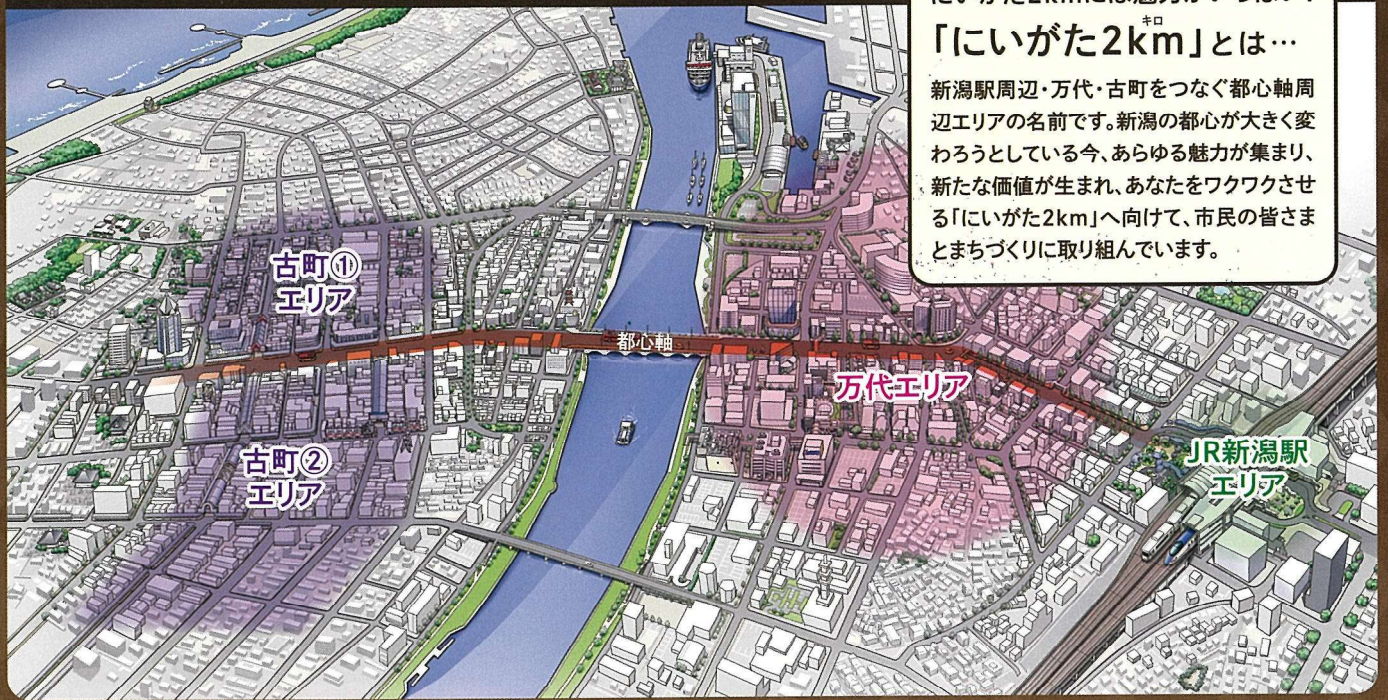 「にいがた2km」とは…
キロ
新潟駅周辺・万代・古町をつなぐ都心軸周
辺エリアの名前です。新潟の都心が大きく変
わろうとしている今、あらゆる魅力が集まり、
新たな価値が生まれ、あなたをワクワクさせ
る「にいがた2km」へ向けて、市民の皆さま
とまちづくりに取り組んでいます。
古町①
エリア
都心軸
万代エリア
古町②
エリア
JR新潟駅
エリア